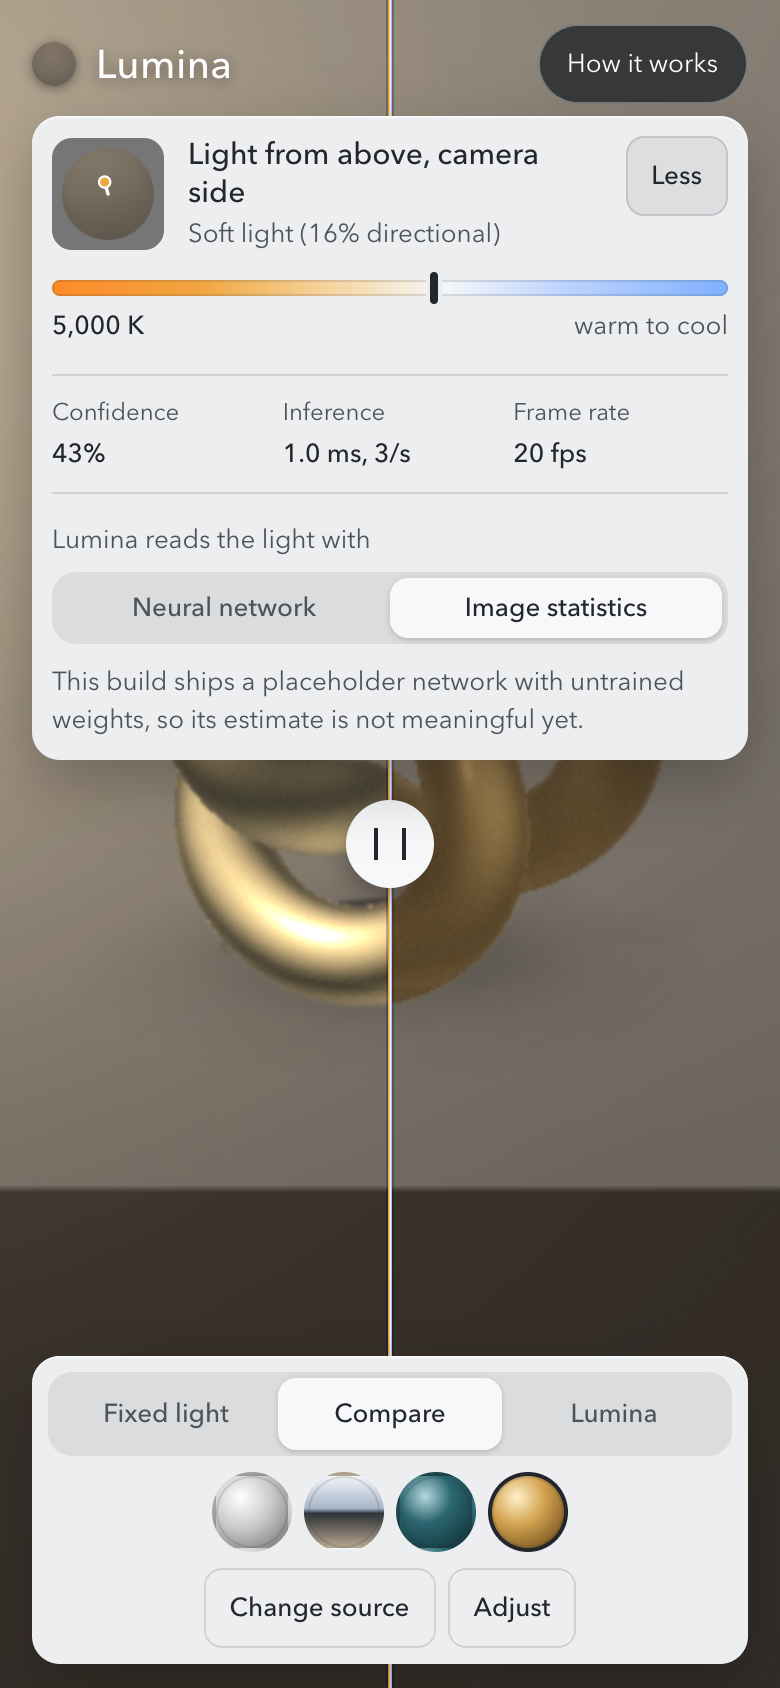 Lumina
How it works
Light from above, camera
side
Less
Soft light (16% directional)
5,000 K
warm to cool
Confidence
Inference
Frame rate
43%
1.0 ms, 3/s
20 fps
Lumina reads the light with
Neural network
Image statistics
This build ships a placeholder network with untrained
weights, so its estimate is not meaningful yet.
Fixed light
Compare
Lumina
Change source
Adjust